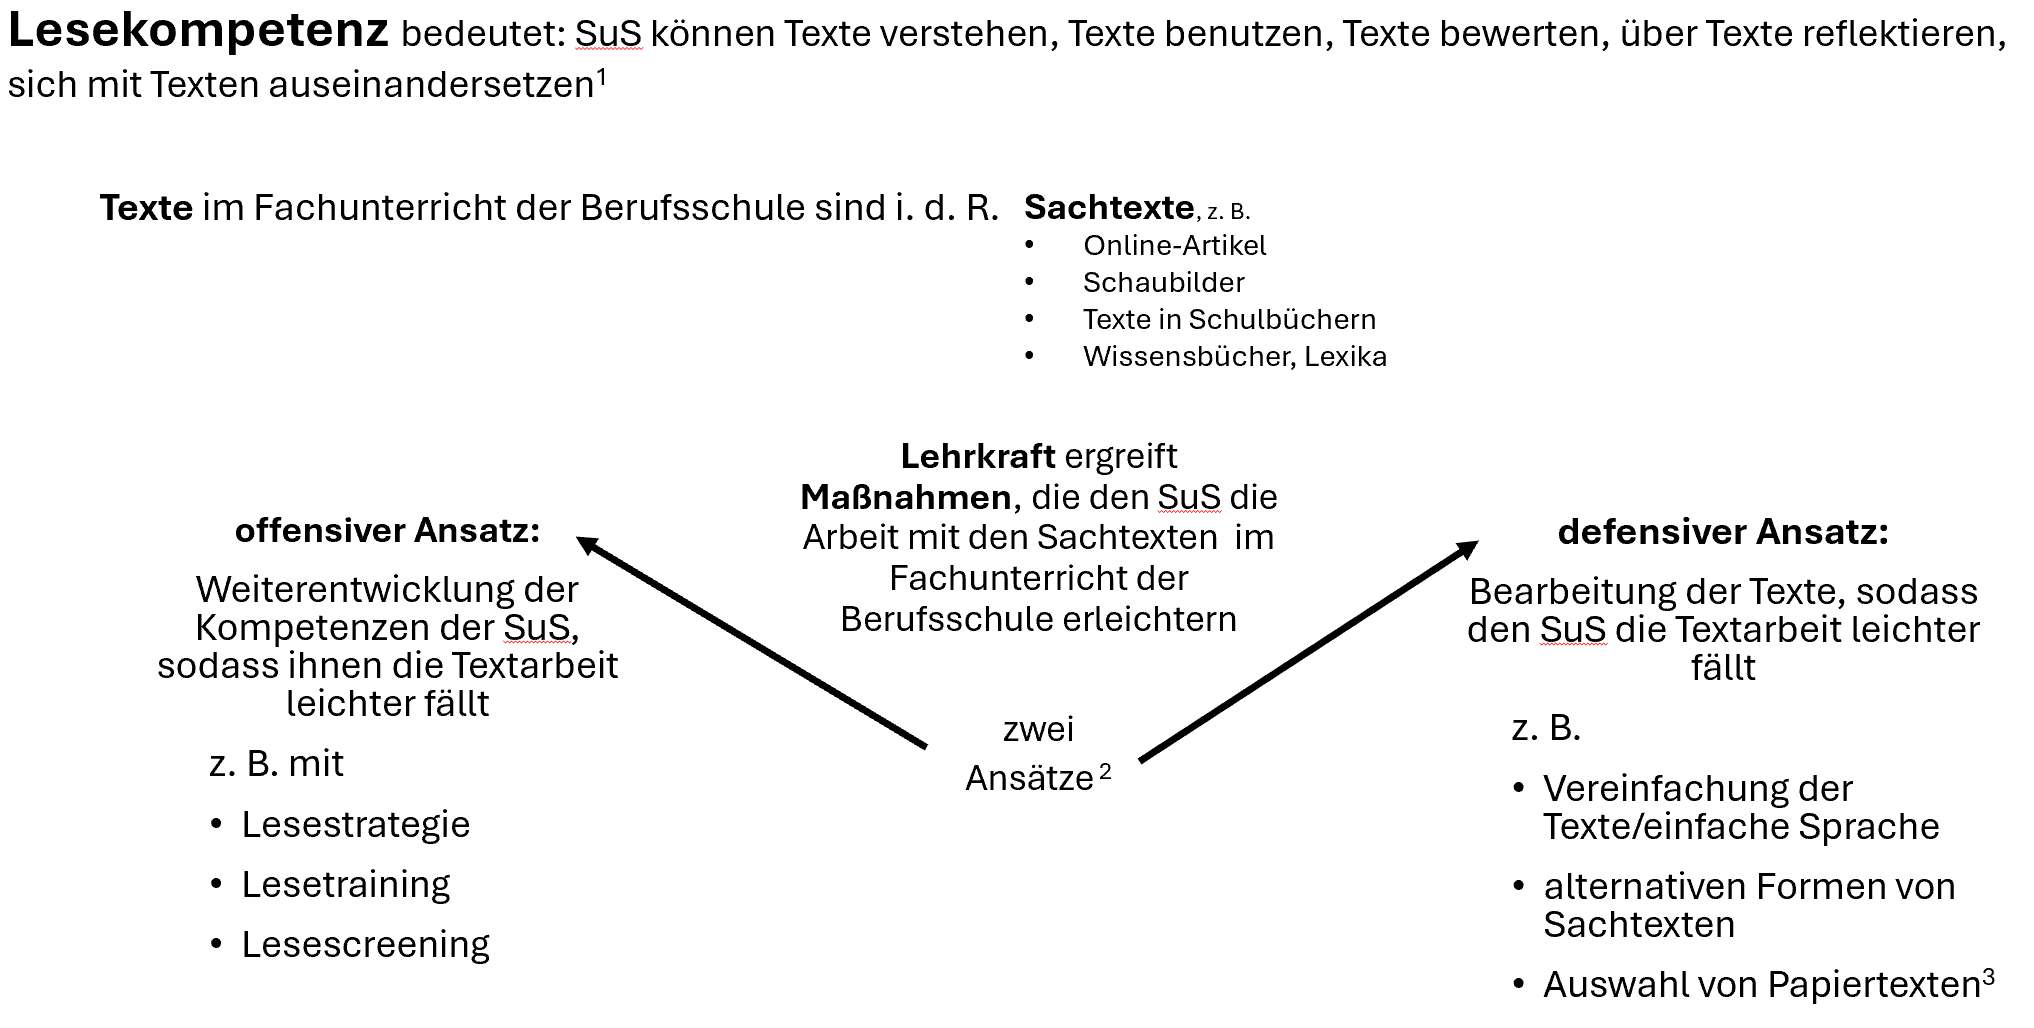 Lesekompetenz bedeutet: SuS können Texte verstehen, Texte benutzen, Texte bewerten, über Texte reflektieren,
sich mit Texten auseinandersetzen¹
Texte im Fachunterricht der Berufsschule sind i. d. R. Sachtexte, z. B.
• Online-Artikel
• Schaubilder
• Texte in Schulbüchern
• Wissensbücher, Lexika
Lehrkraft ergreift
Maßnahmen, die den SuS die
Arbeit mit den Sachtexten im
Fachunterricht der
Berufsschule erleichtern
zwei
Ansätze ²
offensiver Ansatz:
Weiterentwicklung der
Kompetenzen der SuS,
sodass ihnen die Textarbeit
leichter fällt
z. B. mit
• Lesestrategie
• Lesetraining
• Lesescreening
defensiver Ansatz:
Bearbeitung der Texte, sodass
den SuS die Textarbeit leichter
fällt
z. B.
• Vereinfachung der
Texte/einfache Sprache
• alternativen Formen von
Sachtexten
• Auswahl von Papiertexten³